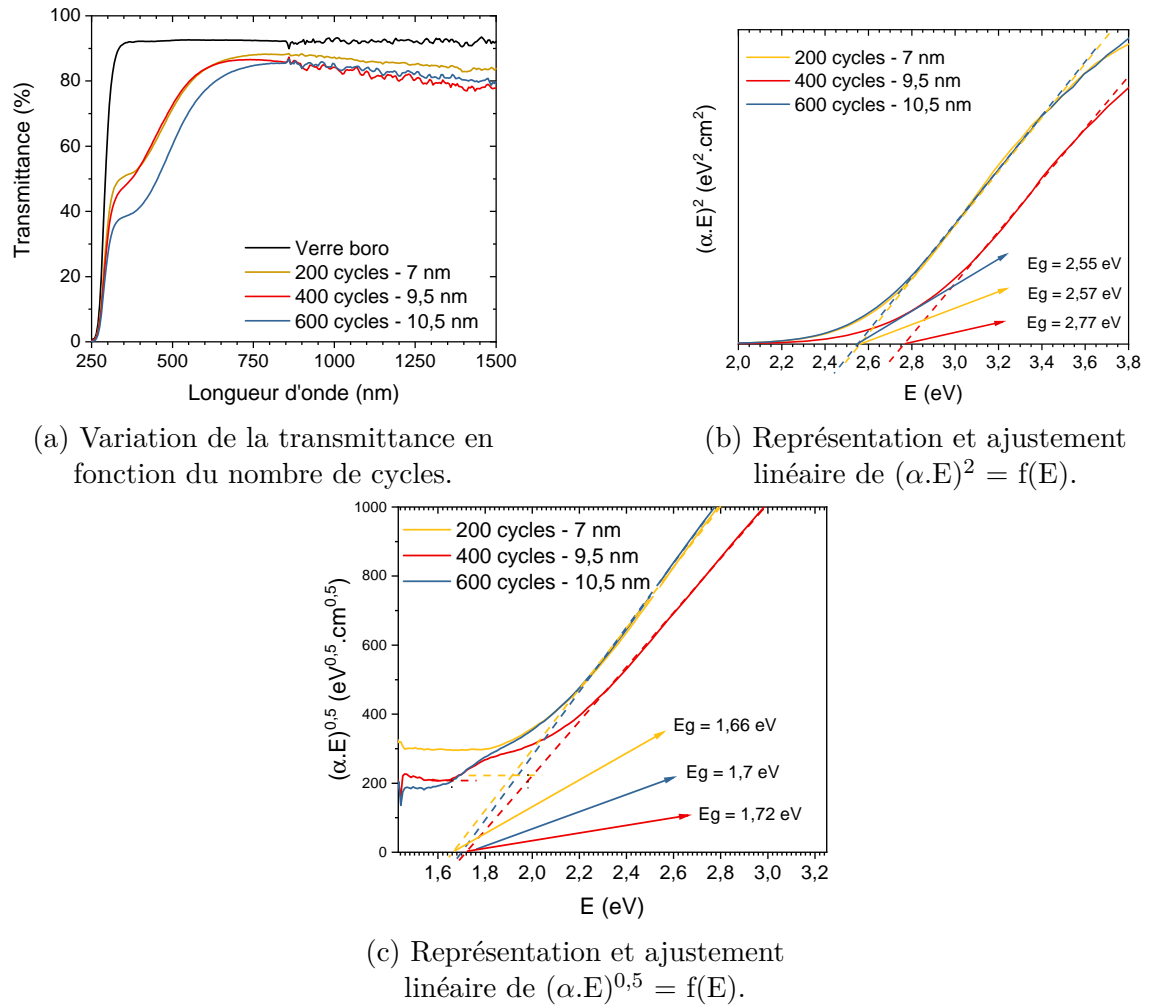 100
80
60
40
20
0
Transmittance (%)
Verre boro
200 cycles - 7 nm
400 cycles - 9,5 nm
600 cycles - 10,5 nm
250 500 750 1000 1250 1500
Longueur d'onde (nm)
(a) Variation de la transmittance en
fonction du nombre de cycles.
200 cycles - 7 nm
400 cycles - 9,5 nm
600 cycles - 10,5 nm
(α.E)² (eV².cm²)
Eg = 2,55 eV
Eg = 2,57 eV
Eg = 2,77 eV
2,0 2,2 2,4 2,6 2,8 3,0 3,2 3,4 3,6 3,8
E (eV)
(b) Représentation et ajustement
linéaire de (α.E)² = f(E).
1000
800
600
400
200
0
(α.E)^0,5 (eV^0,5.cm^0,5)
200 cycles - 7 nm
400 cycles - 9,5 nm
600 cycles - 10,5 nm
Eg = 1,66 eV
Eg = 1,7 eV
Eg = 1,72 eV
1,6 1,8 2,0 2,2 2,4 2,6 2,8 3,0 3,2
E (eV)
(c) Représentation et ajustement
linéaire de (α.E)^0,5 = f(E).